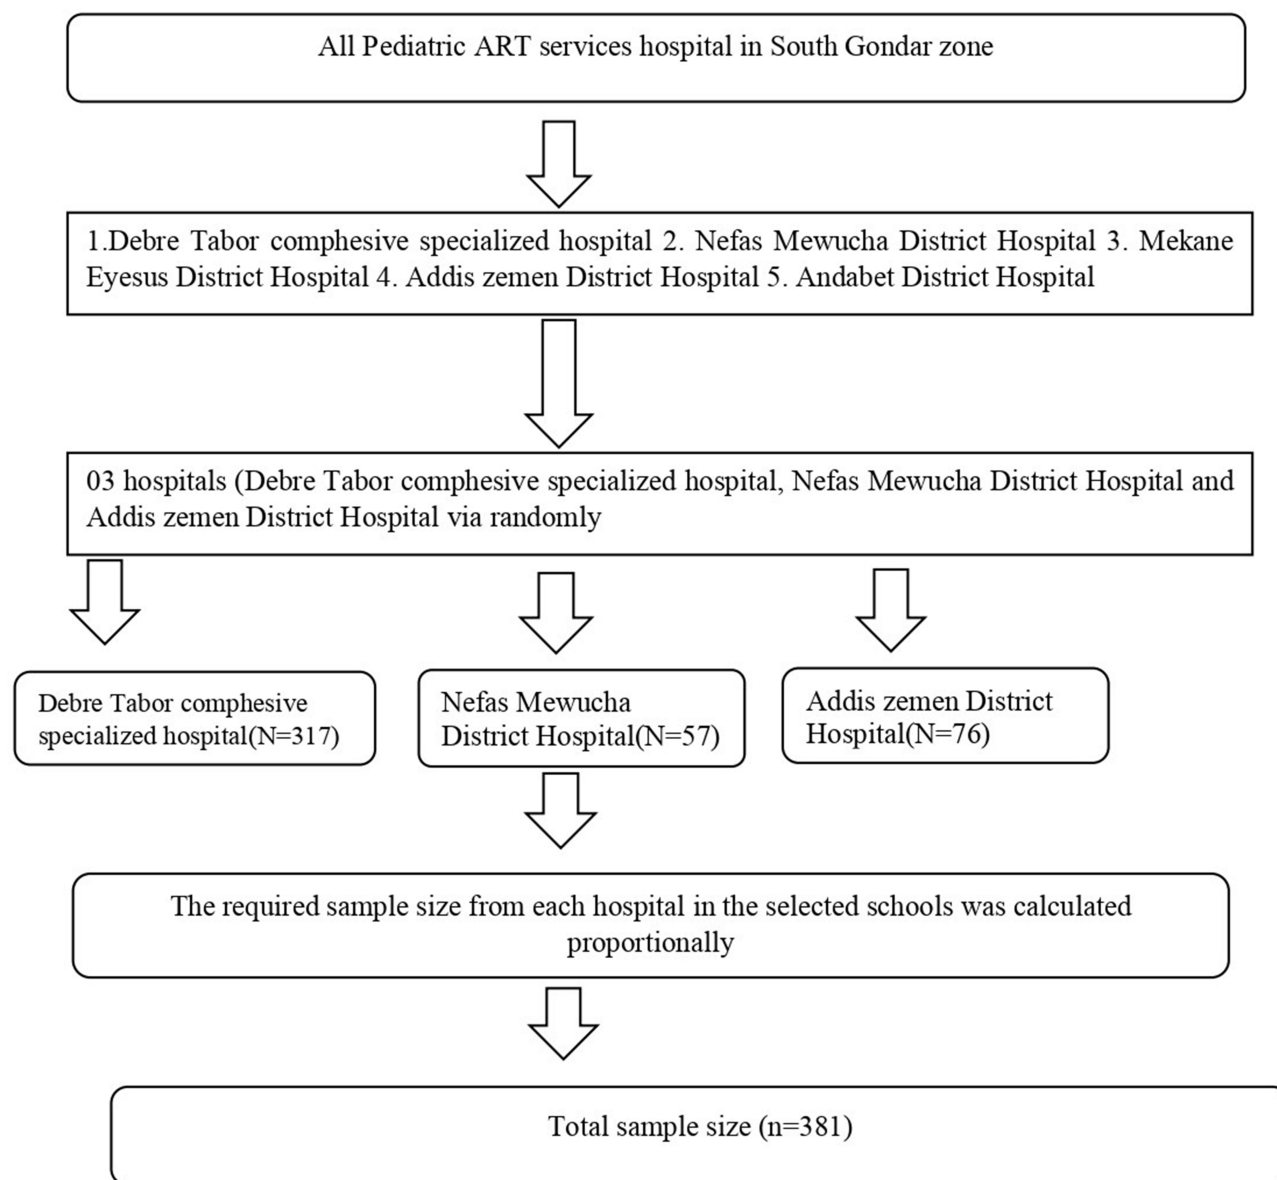 All Pediatric ART services hospital in South Gondar zone
1.Debre Tabor comphesive specialized hospital 2. Nefas Mewucha District Hospital 3. Mekane
Eyesus District Hospital 4. Addis zemen District Hospital 5. Andabet District Hospital
03 hospitals (Debre Tabor comphesive specialized hospital, Nefas Mewucha District Hospital and
Addis zemen District Hospital via randomly
Debre Tabor comphesive
specialized hospital(N=317)
Nefas Mewucha
District Hospital(N=57)
Addis zemen District
Hospital(N=76)
The required sample size from each hospital in the selected schools was calculated
proportionally
Total sample size (n=381)